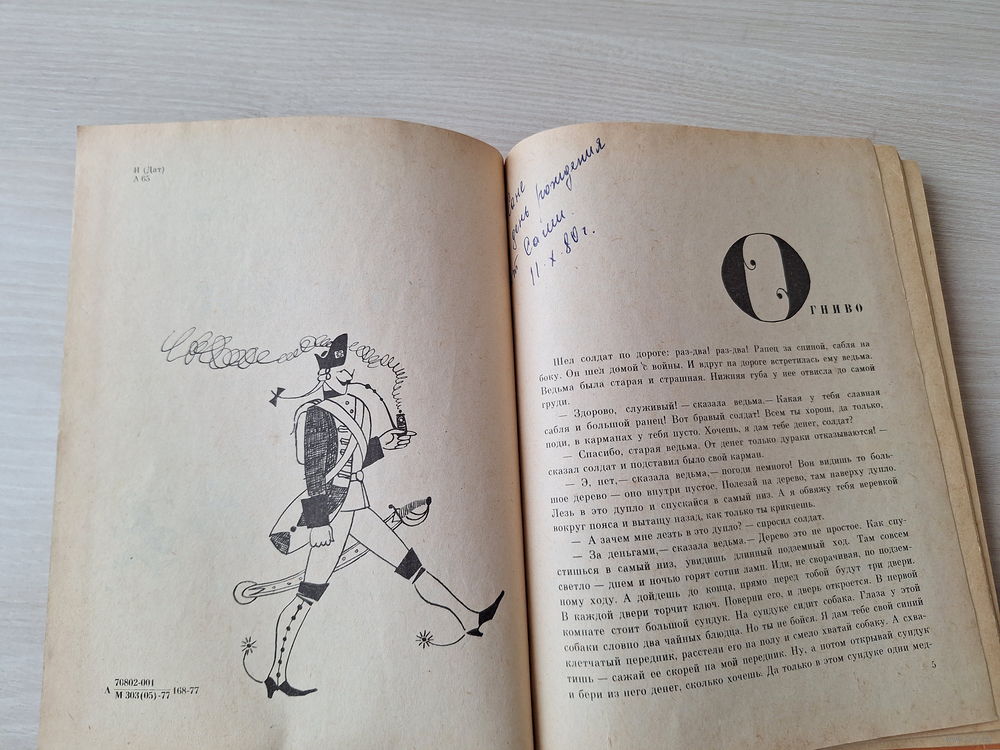 И (Дат)
А 65
70802-001
А 168-77
М 303(05)-77
день рождения
Саши.
11.X.80г.
ОГНИВО
Шел солдат по дороге: раз-два! раз-два! Ранец за спиной, сабля на
боку. Он шел домой с войны. И вдруг на дороге встретилась ему ведьма.
Ведьма была старая и страшная. Нижняя губа у нее отвисла до самой
груди.
— Здорово, служивый! — сказала ведьма.— Какая у тебя славная
сабля и большой ранец! Вот бравый солдат! Всем ты хорош, да только,
поди, в карманах у тебя пусто. Хочешь, я дам тебе денег, солдат?
— Спасибо, старая ведьма. От денег только дураки отказываются! —
сказал солдат и подставил было свой карман.
— Э, нет,— сказала ведьма,— погоди немного! Вон видишь то боль-
шое дерево — оно внутри пустое. Полезай на дерево, там наверху дупло.
Лезь в это дупло и спускайся в самый низ. А я обвяжу тебя веревкой
вокруг пояса и вытащу назад, как только ты крикнешь.
— А зачем мне лезть в это дупло? — спросил солдат.
— За деньгами,— сказала ведьма.— Дерево это не простое. Как спу-
стишься в самый низ, увидишь длинный подземный ход. Там совсем
светло — днем и ночью горят сотни ламп. Иди, не сворачивая, по подзем-
ному ходу. А дойдешь до конца, прямо перед тобой будут три двери.
В каждой двери торчит ключ. Поверни его, и дверь откроется. В первой
комнате стоит большой сундук. На сундуке сидит собака. Глаза у этой
собаки словно два чайных блюдца. Но ты не бойся. Я дам тебе свой синий
клетчатый передник, расстели его на полу и смело хватай собаку. А схва-
тишь — сажай ее скорей на мой передник. Ну, а потом открывай сундук
и бери из него денег, сколько хочешь. Да только в этом сундуке одни мед-
5